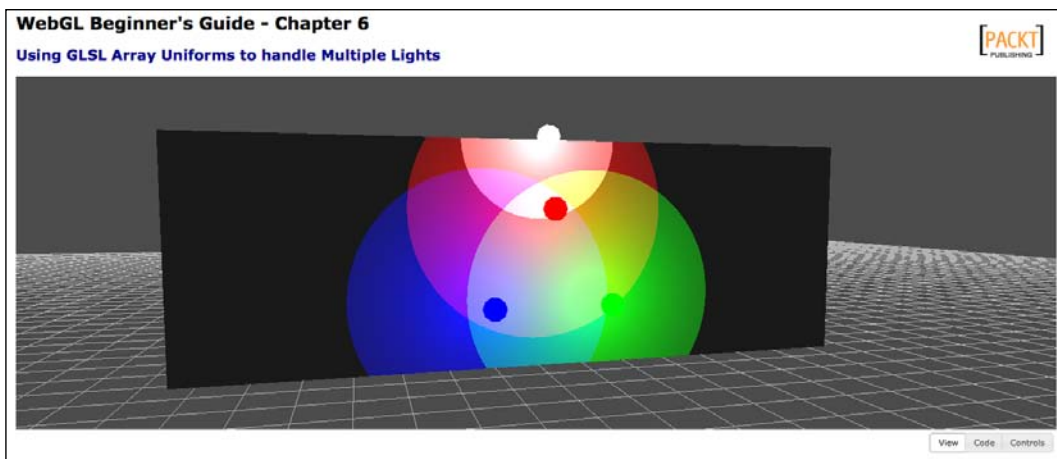 WebGL Beginner's Guide - Chapter 6
Using GLSL Array Uniforms to handle Multiple Lights
[PACKT]
PUBLISHING
View Code Controls